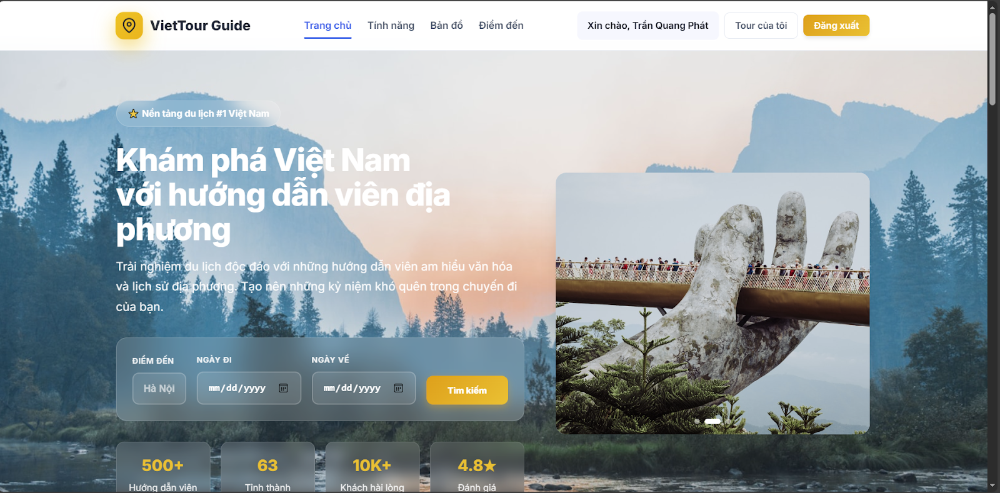 VietTour Guide
Trang chủ
Tính năng
Bản đồ
Điểm đến
Xin chào, Trần Quang Phát
Tour của tôi
Đăng xuất
Nền tảng du lịch #1 Việt Nam
Khám phá Việt Nam
với hướng dẫn viên địa
phương
Trải nghiệm du lịch độc đáo với những hướng dẫn viên am hiểu văn hóa
và lịch sử địa phương. Tạo nên những kỷ niệm khó quên trong chuyến đi
của bạn.
ĐIỂM ĐẾN
NGÀY ĐI
NGÀY VỀ
Hà Nội
mm/dd/yyyy
mm/dd/yyyy
Tìm kiếm
500+
63
10K+
4.8★
Hướng dẫn viên
Tỉnh thành
Khách hài lòng
Đánh giá